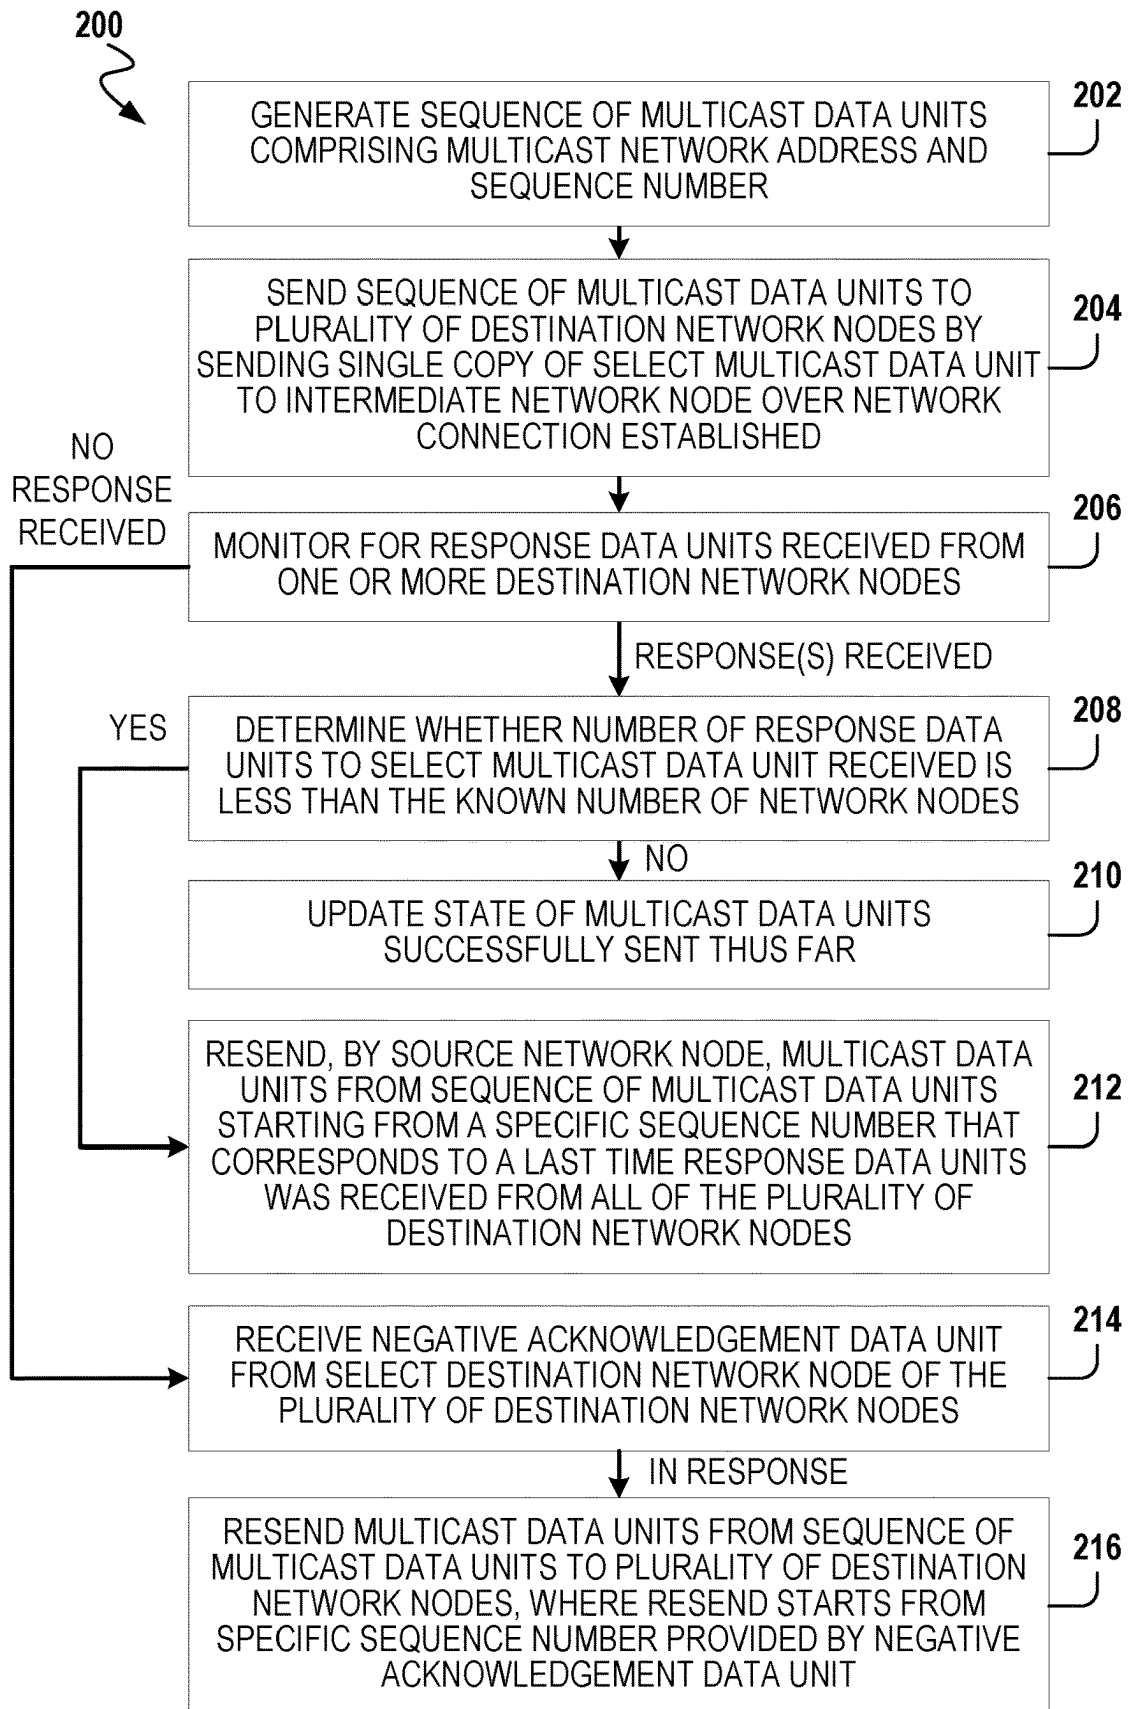 200
202
GENERATE SEQUENCE OF MULTICAST DATA UNITS
COMPRISING MULTICAST NETWORK ADDRESS AND
SEQUENCE NUMBER
204
SEND SEQUENCE OF MULTICAST DATA UNITS TO
PLURALITY OF DESTINATION NETWORK NODES BY
SENDING SINGLE COPY OF SELECT MULTICAST DATA UNIT
TO INTERMEDIATE NETWORK NODE OVER NETWORK
CONNECTION ESTABLISHED
NO
RESPONSE
RECEIVED
206
MONITOR FOR RESPONSE DATA UNITS RECEIVED FROM
ONE OR MORE DESTINATION NETWORK NODES
RESPONSE(S) RECEIVED
YES
208
DETERMINE WHETHER NUMBER OF RESPONSE DATA
UNITS TO SELECT MULTICAST DATA UNIT RECEIVED IS
LESS THAN THE KNOWN NUMBER OF NETWORK NODES
NO
210
UPDATE STATE OF MULTICAST DATA UNITS
SUCCESSFULLY SENT THUS FAR
212
RESEND, BY SOURCE NETWORK NODE, MULTICAST DATA
UNITS FROM SEQUENCE OF MULTICAST DATA UNITS
STARTING FROM A SPECIFIC SEQUENCE NUMBER THAT
CORRESPONDS TO A LAST TIME RESPONSE DATA UNITS
WAS RECEIVED FROM ALL OF THE PLURALITY OF
DESTINATION NETWORK NODES
214
RECEIVE NEGATIVE ACKNOWLEDGEMENT DATA UNIT
FROM SELECT DESTINATION NETWORK NODE OF THE
PLURALITY OF DESTINATION NETWORK NODES
IN RESPONSE
216
RESEND MULTICAST DATA UNITS FROM SEQUENCE OF
MULTICAST DATA UNITS TO PLURALITY OF DESTINATION
NETWORK NODES, WHERE RESEND STARTS FROM
SPECIFIC SEQUENCE NUMBER PROVIDED BY NEGATIVE
ACKNOWLEDGEMENT DATA UNIT